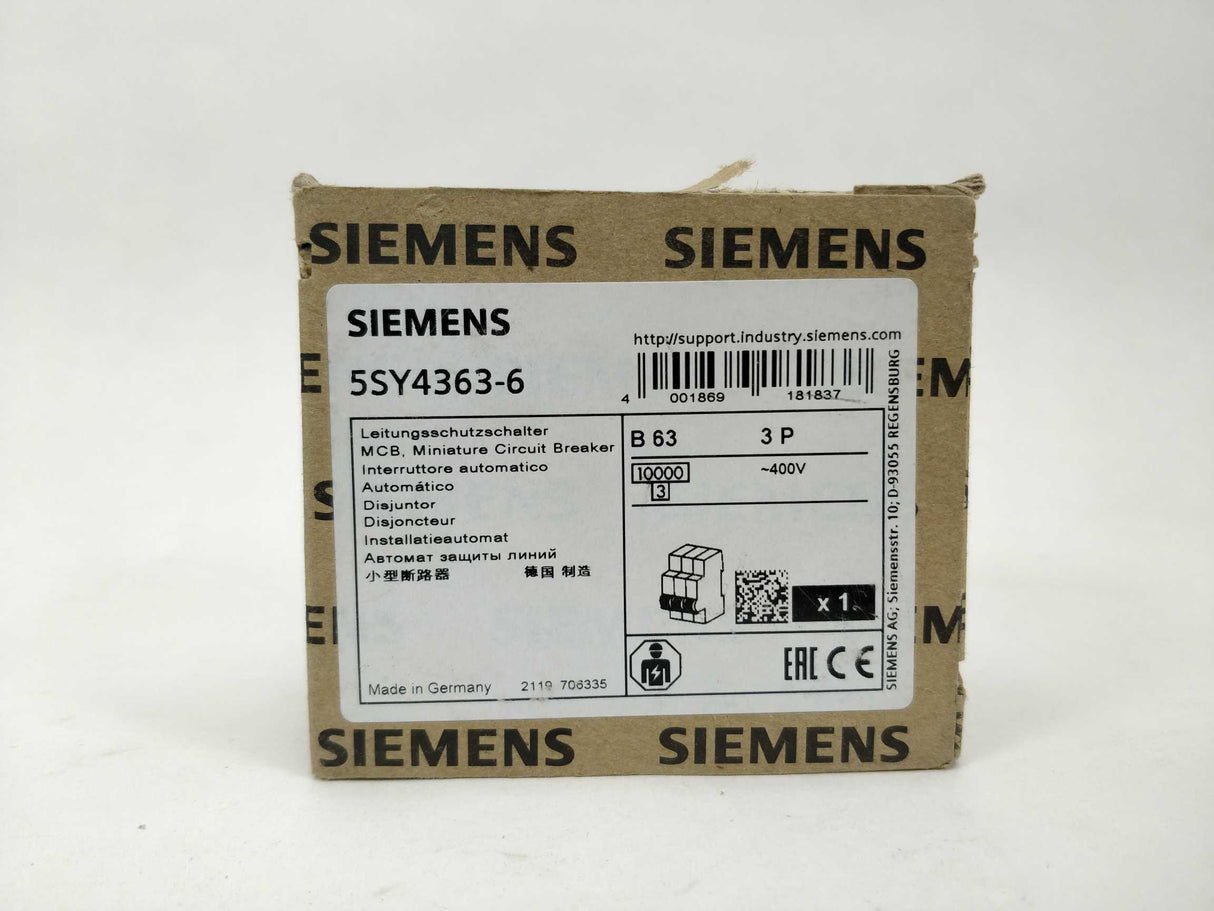 SIEMENS SIEMENS
SIEMENS
http://support.industry.siemens.com
5SY4363-6
4 001869 181837
Leitungsschutzschalter
MCB, Miniature Circuit Breaker
Interruttore automatico
Automático
Disjuntor
Disjoncteur
Installatieautomat
Автомат защиты линий
小型断路器 德国 制造
Made in Germany 2119 706335
B 63 3 P
10000 ~400V
3
x 1
EAC CE
SIEMENS AG; Siemensstr. 10; D-93055 REGENSBURG
SIEMENS SIEMENS